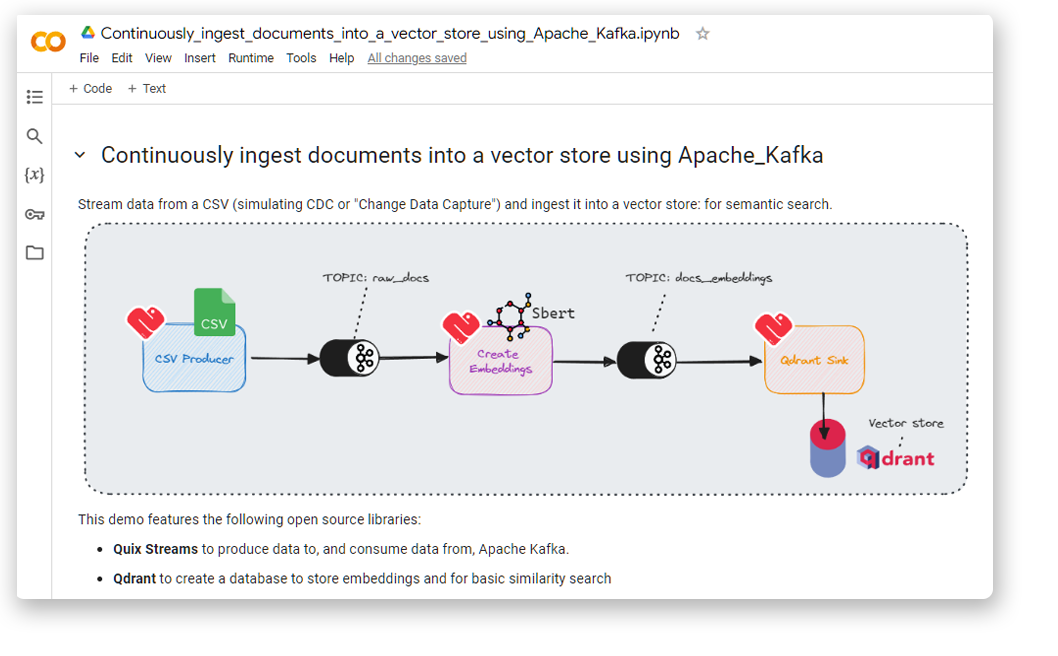 Continuously_ingest_documents_into_a_vector_store_using_Apache_Kafka.ipynb
File Edit View Insert Runtime Tools Help All changes saved
+ Code + Text
{x}
Continuously ingest documents into a vector store using Apache_Kafka
Stream data from a CSV (simulating CDC or "Change Data Capture") and ingest it into a vector store: for semantic search.
TOPIC: raw_docs
TOPIC: docs_embeddings
CSV
Sbert
CSV Producer
Create
Embeddings
Qdrant Sink
Vector store
qdrant
This demo features the following open source libraries:
• Quix Streams to produce data to, and consume data from, Apache Kafka.
• Qdrant to create a database to store embeddings and for basic similarity search